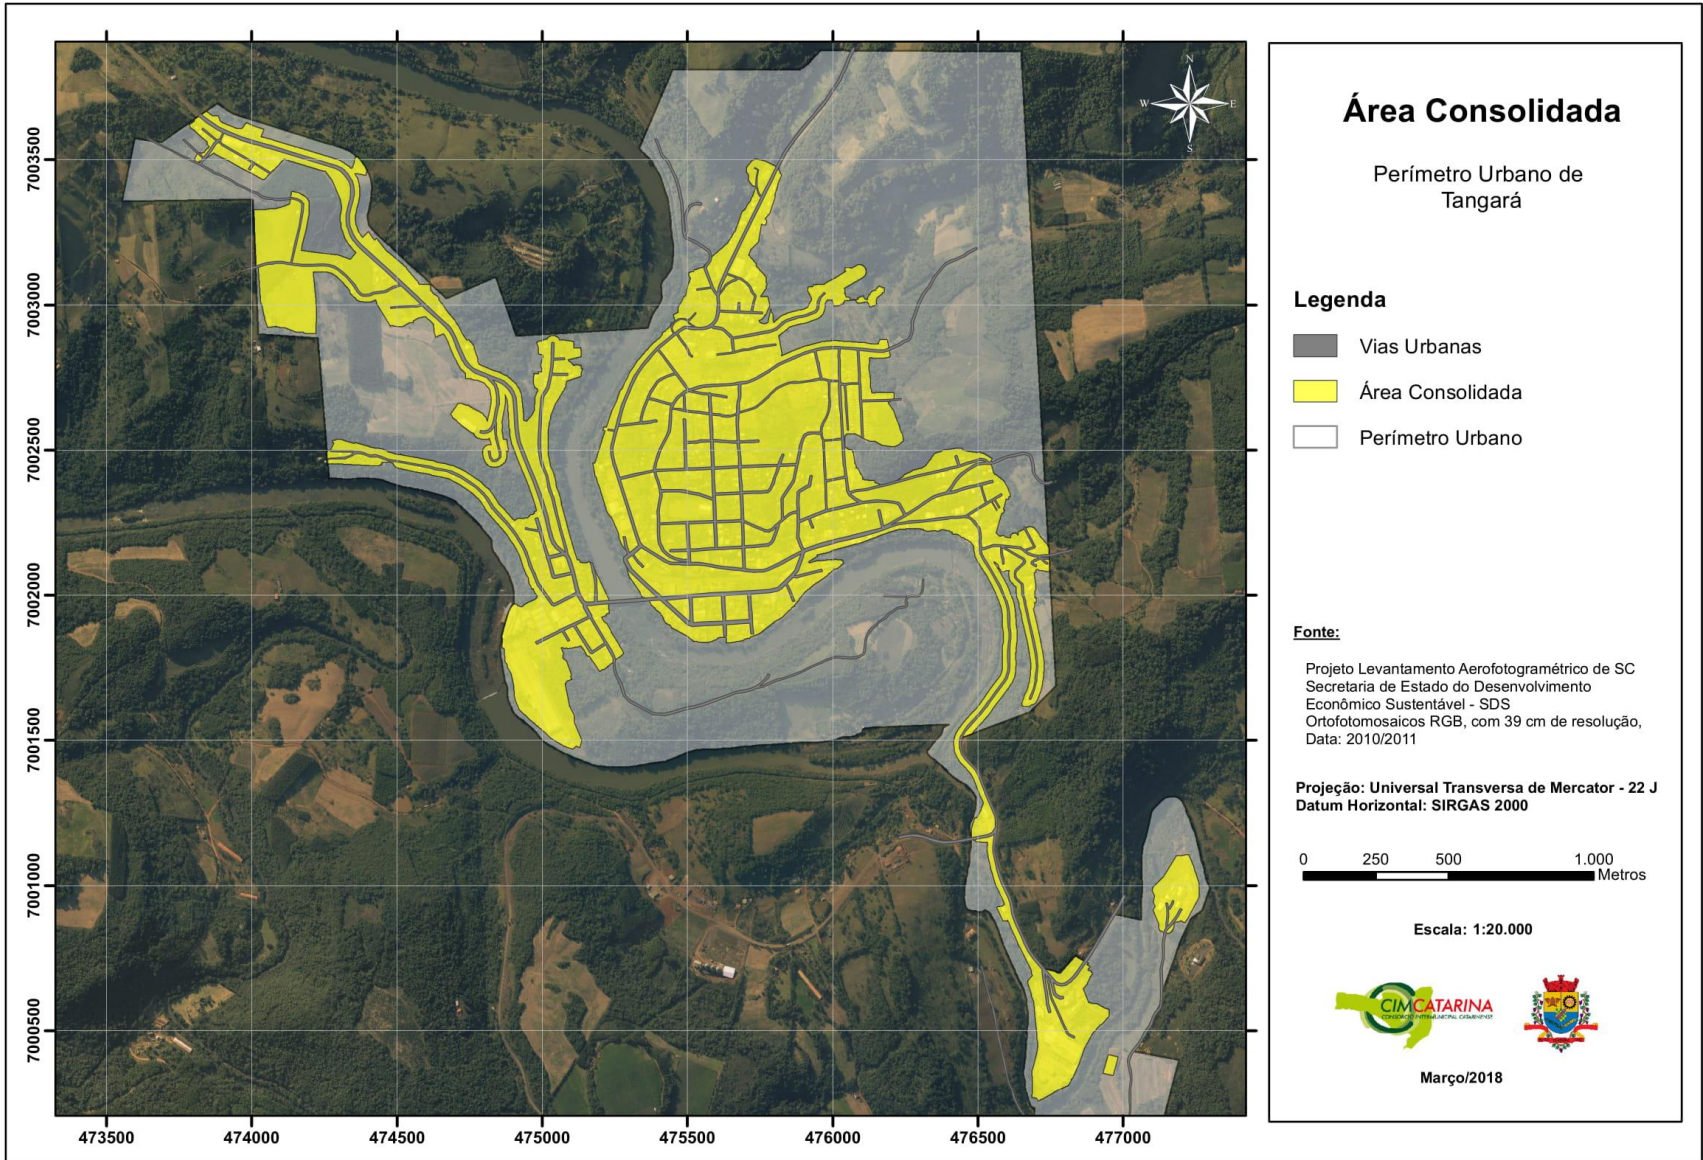 Área Consolidada
Perímetro Urbano de
Tangará
Legenda
Vias Urbanas
Área Consolidada
Perímetro Urbano
Fonte:
Projeto Levantamento Aerofotogramétrico de SC
Secretaria de Estado do Desenvolvimento
Econômico Sustentável - SDS
Ortofotomosaicos RGB, com 39 cm de resolução,
Data: 2010/2011
Projeção: Universal Transversa de Mercator - 22 J
Datum Horizontal: SIRGAS 2000
0 250 500 1.000
Metros
Escala: 1:20.000
CIMCATARINA
CONSÓRCIO INTERMUNICIPAL CATARINENSE
Março/2018
N
W E
S
7003500
7003000
7002500
7002000
7001500
7001000
7000500
473500 474000 474500 475000 475500 476000 476500 477000